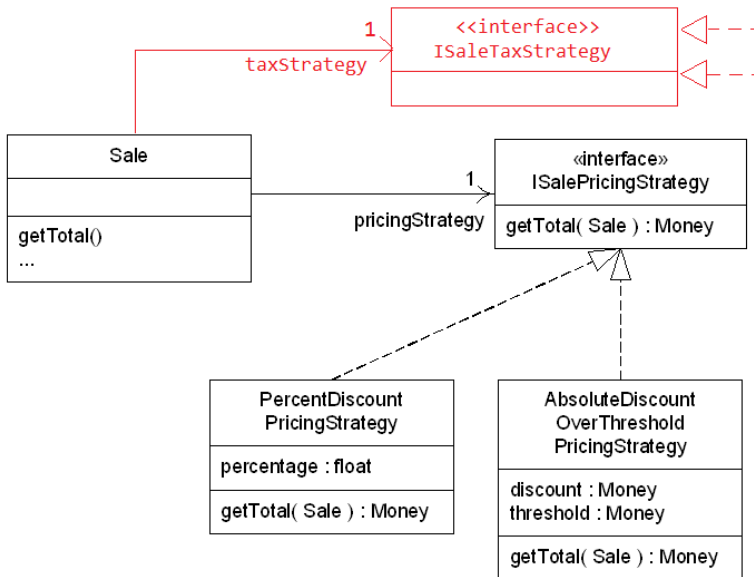 1
<<interface>>
ISaleTaxStrategy
taxStrategy
Sale
getTotal()
...
1
pricingStrategy
«interface»
ISalePricingStrategy
getTotal( Sale ) : Money
PercentDiscount
PricingStrategy
percentage : float
getTotal( Sale ) : Money
AbsoluteDiscount
OverThreshold
PricingStrategy
discount : Money
threshold : Money
getTotal( Sale ) : Money